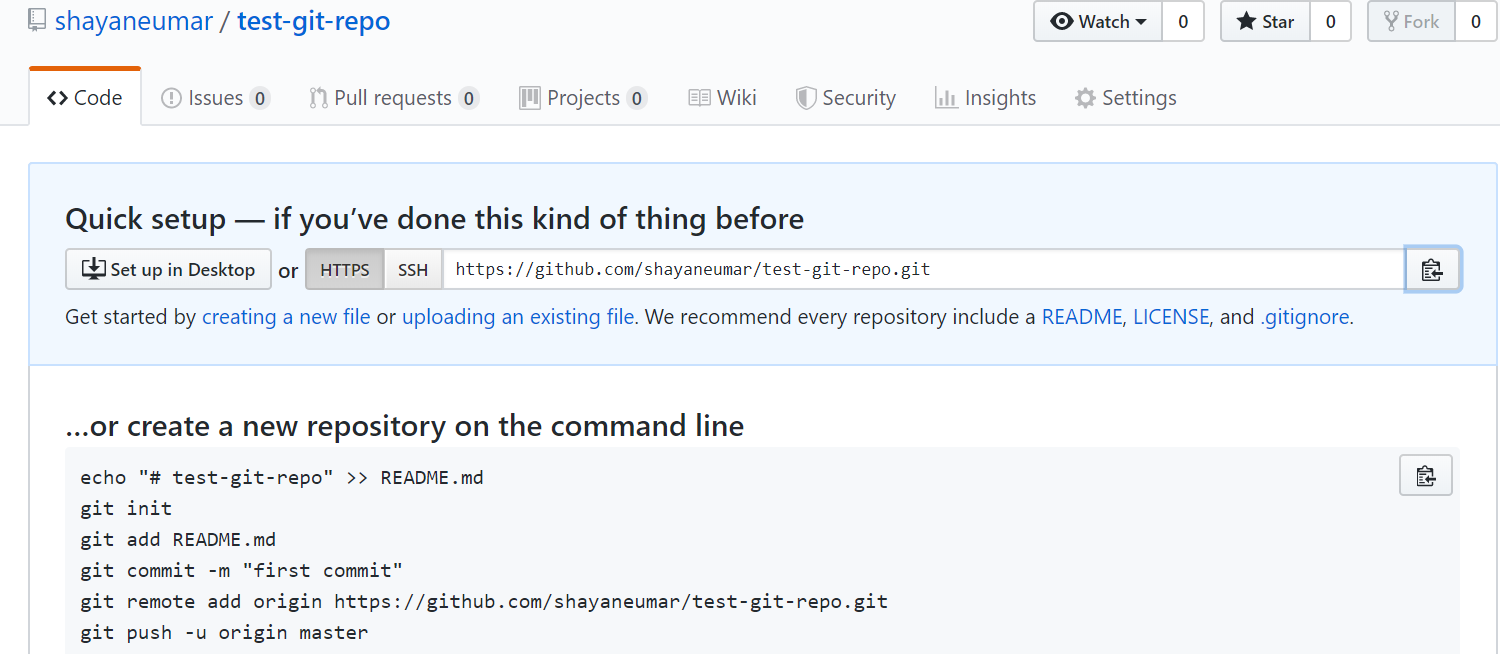 shayaneumar / test-git-repo
Watch 0 Star 0 Fork 0
Code Issues 0 Pull requests 0 Projects 0 Wiki Security Insights Settings
Quick setup — if you’ve done this kind of thing before
Set up in Desktop or HTTPS SSH https://github.com/shayaneumar/test-git-repo.git
Get started by creating a new file or uploading an existing file. We recommend every repository include a README, LICENSE, and .gitignore.
…or create a new repository on the command line
echo "# test-git-repo" >> README.md
git init
git add README.md
git commit -m "first commit"
git remote add origin https://github.com/shayaneumar/test-git-repo.git
git push -u origin master